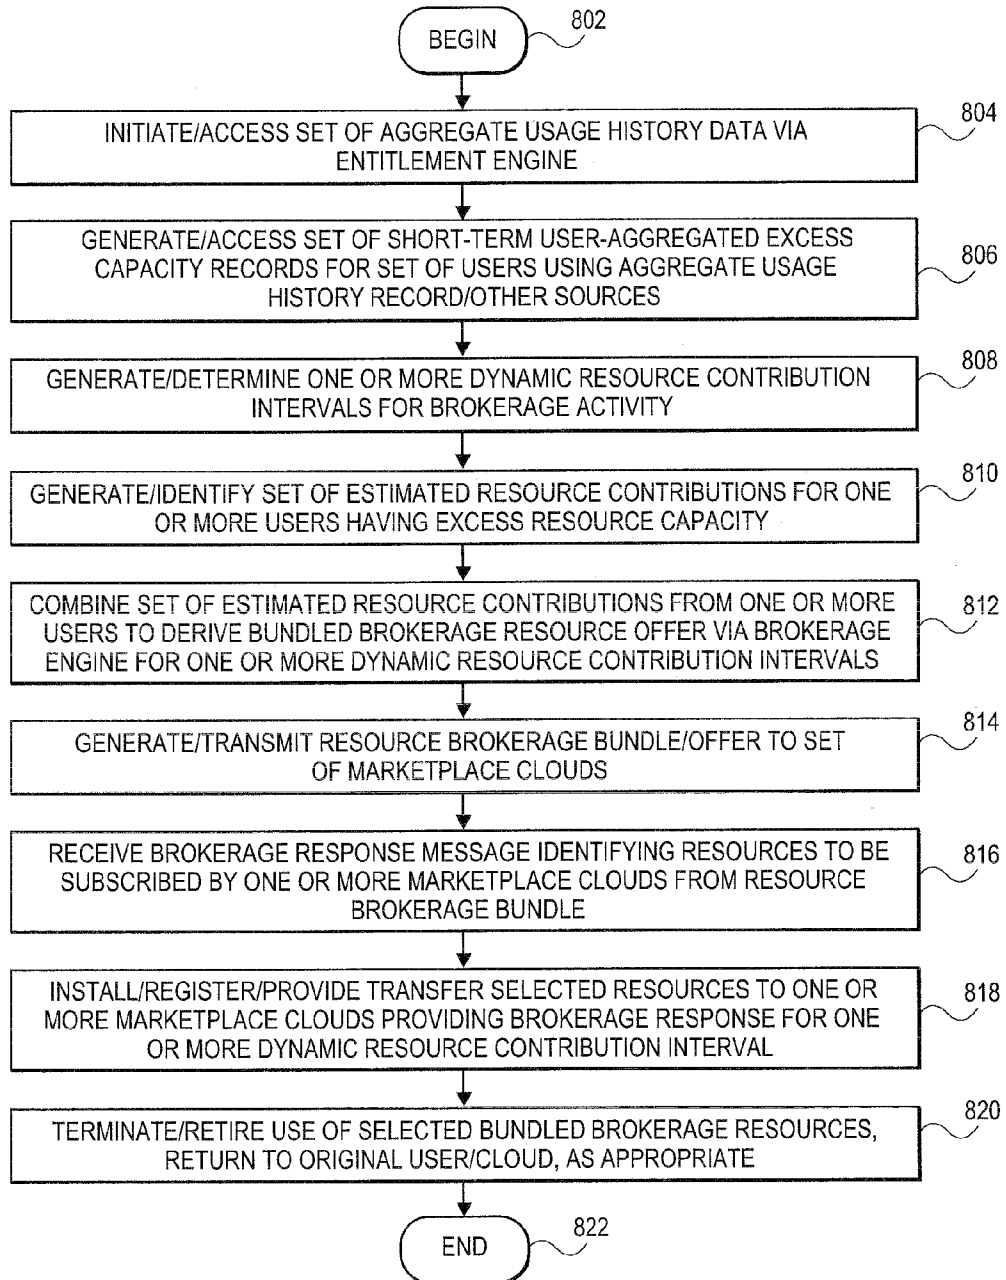 BEGIN
802
INITIATE/ACCESS SET OF AGGREGATE USAGE HISTORY DATA VIA
ENTITLEMENT ENGINE
804
GENERATE/ACCESS SET OF SHORT-TERM USER-AGGREGATED EXCESS
CAPACITY RECORDS FOR SET OF USERS USING AGGREGATE USAGE
HISTORY RECORD/OTHER SOURCES
806
GENERATE/DETERMINE ONE OR MORE DYNAMIC RESOURCE CONTRIBUTION
INTERVALS FOR BROKERAGE ACTIVITY
808
GENERATE/IDENTIFY SET OF ESTIMATED RESOURCE CONTRIBUTIONS FOR ONE
OR MORE USERS HAVING EXCESS RESOURCE CAPACITY
810
COMBINE SET OF ESTIMATED RESOURCE CONTRIBUTIONS FROM ONE OR MORE
USERS TO DERIVE BUNDLED BROKERAGE RESOURCE OFFER VIA BROKERAGE
ENGINE FOR ONE OR MORE DYNAMIC RESOURCE CONTRIBUTION INTERVALS
812
GENERATE/TRANSMIT RESOURCE BROKERAGE BUNDLE/OFFER TO SET
OF MARKETPLACE CLOUDS
814
RECEIVE BROKERAGE RESPONSE MESSAGE IDENTIFYING RESOURCES TO BE
SUBSCRIBED BY ONE OR MORE MARKETPLACE CLOUDS FROM RESOURCE
BROKERAGE BUNDLE
816
INSTALL/REGISTER/PROVIDE TRANSFER SELECTED RESOURCES TO ONE OR
MORE MARKETPLACE CLOUDS PROVIDING BROKERAGE RESPONSE FOR ONE
OR MORE DYNAMIC RESOURCE CONTRIBUTION INTERVAL
818
TERMINATE/RETIRE USE OF SELECTED BUNDLED BROKERAGE RESOURCES,
RETURN TO ORIGINAL USER/CLOUD, AS APPROPRIATE
820
END
822